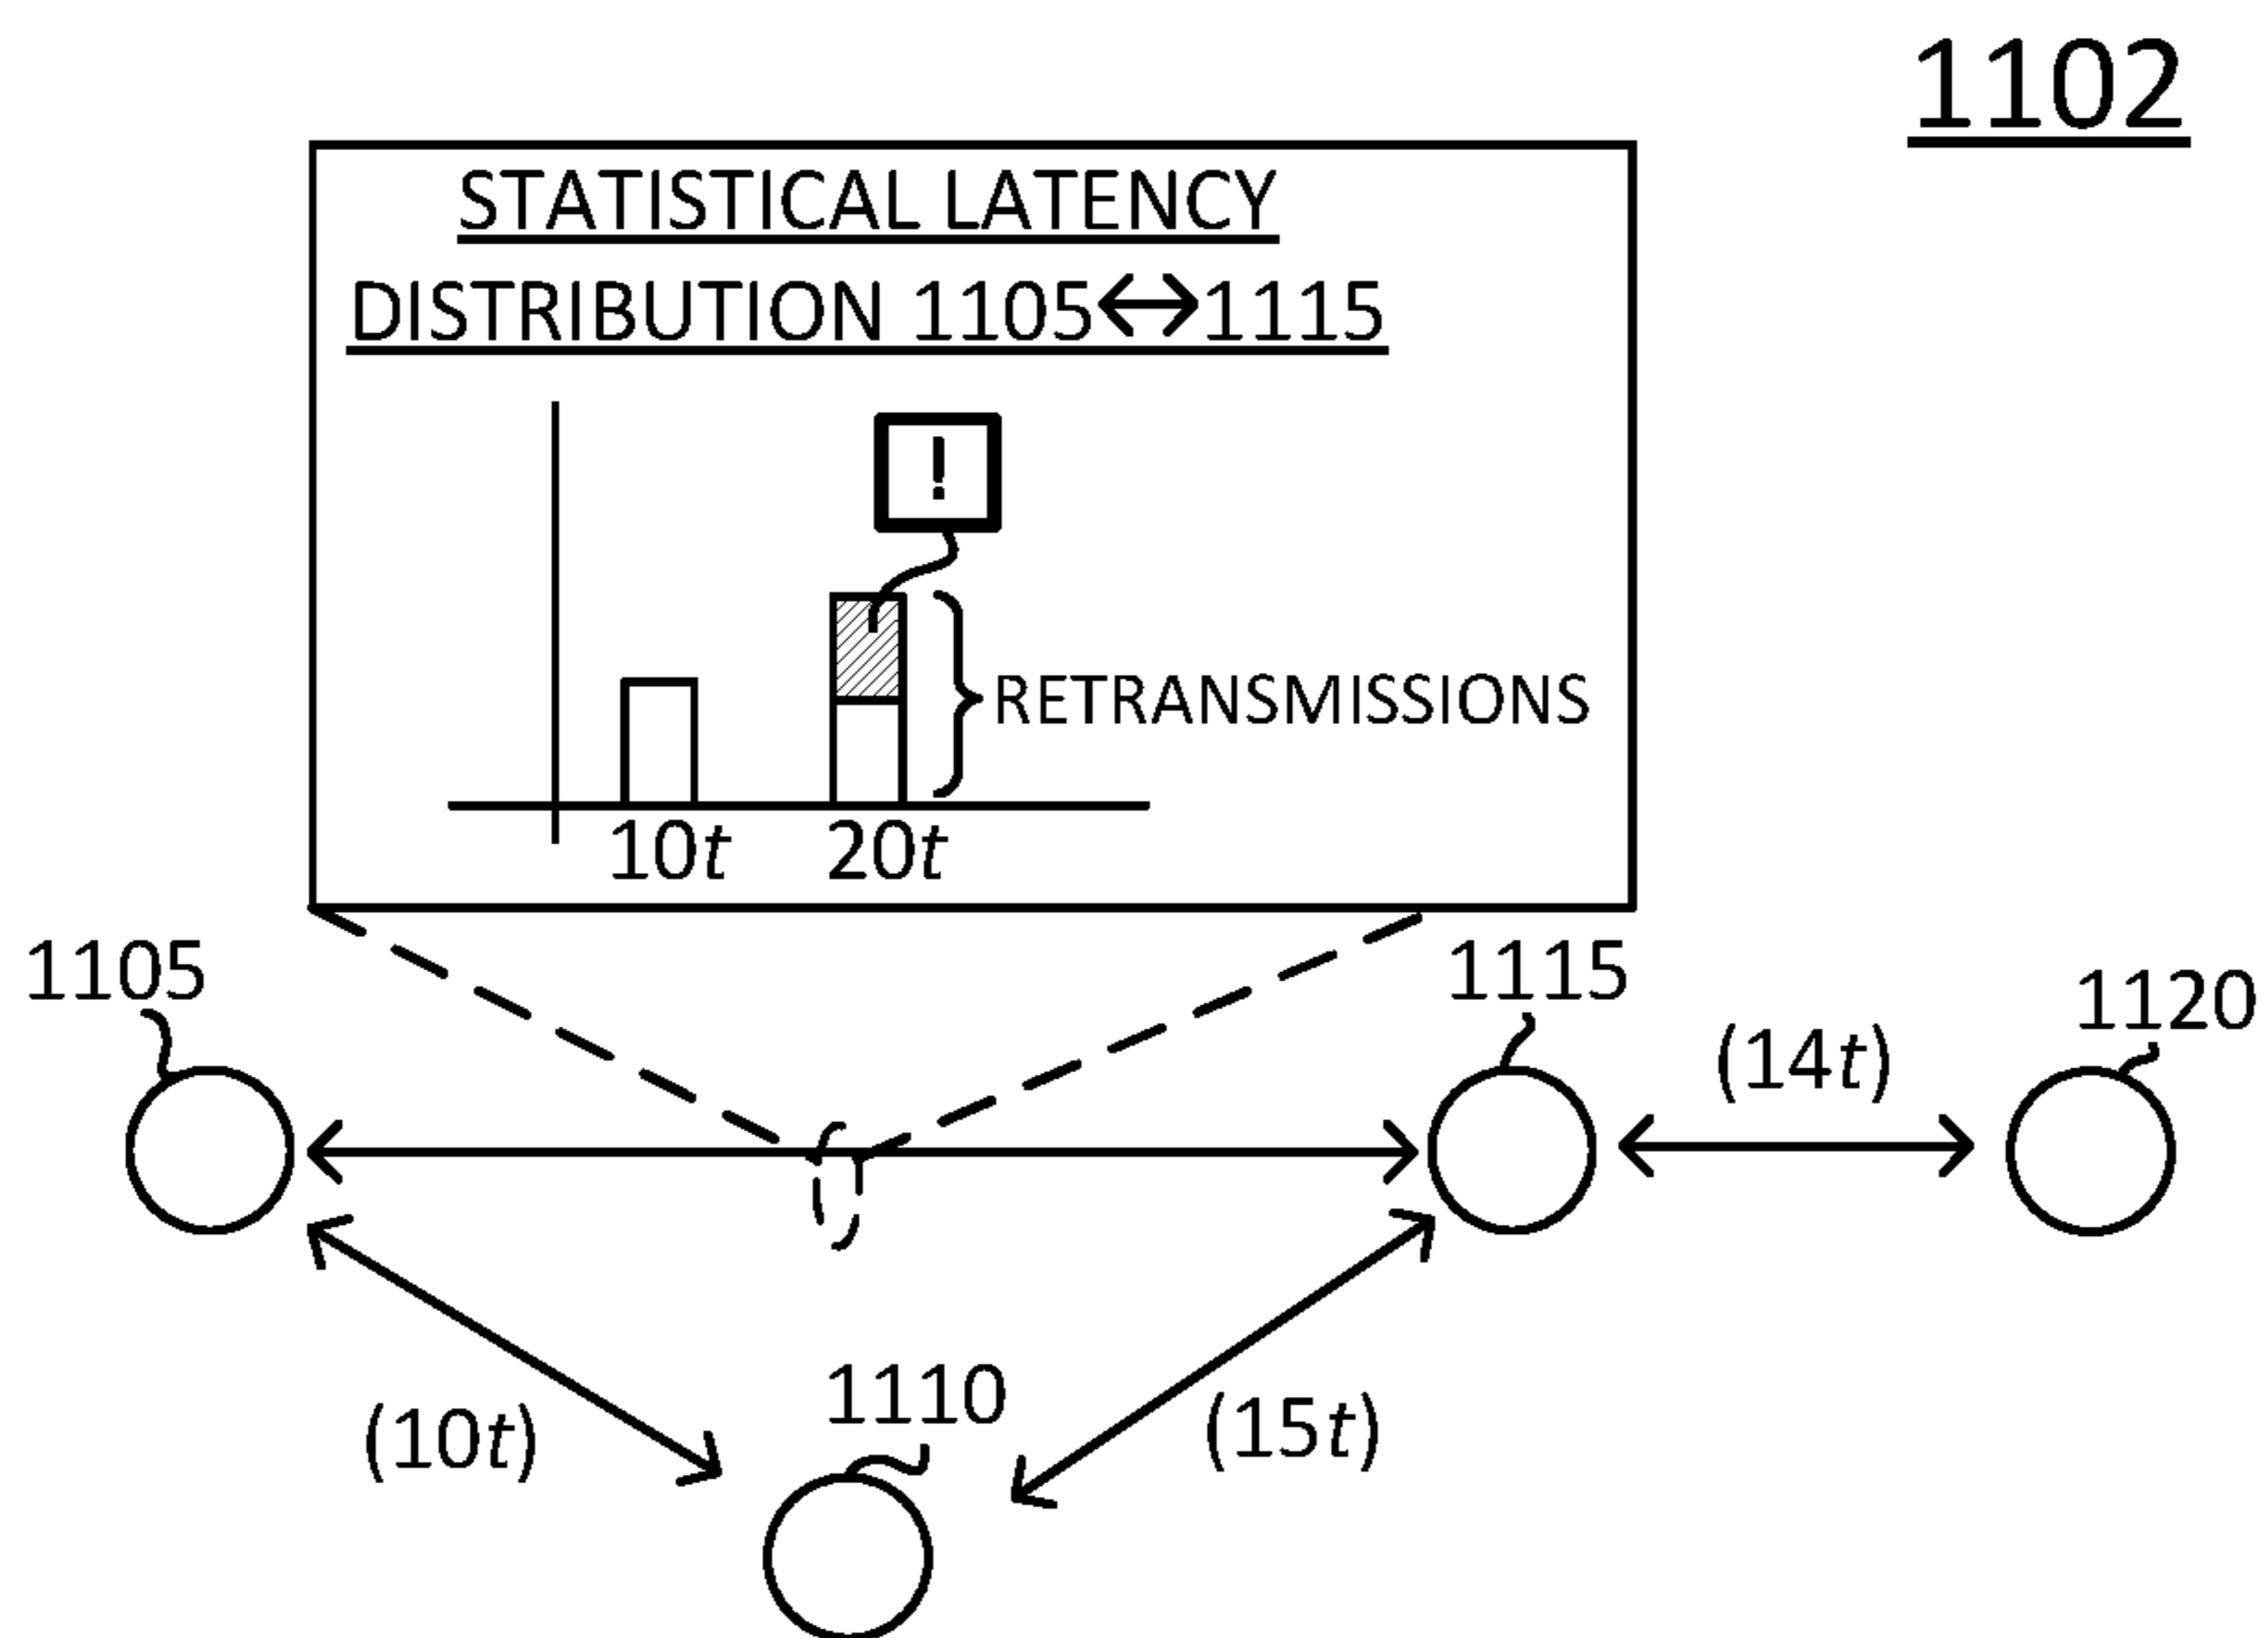 1102
STATISTICAL LATENCY
DISTRIBUTION 1105↔1115
!
RETRANSMISSIONS
10t 20t
1105
1115
1120
(14t)
1110
(10t)
(15t)